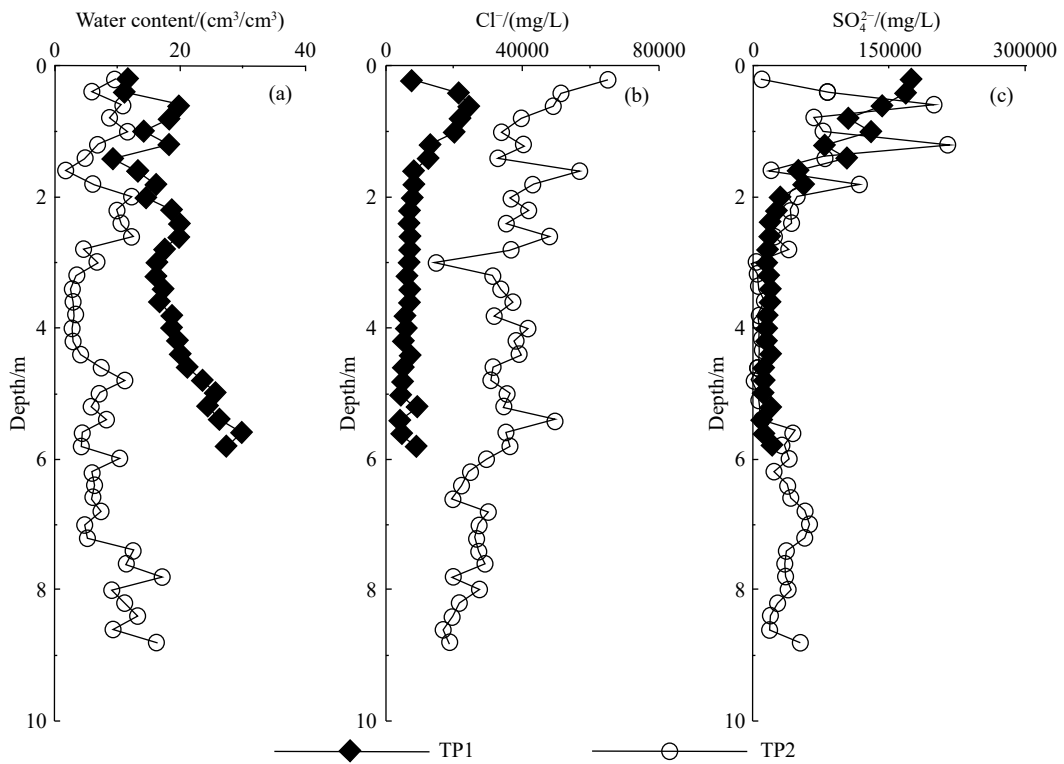 Water content/(cm³/cm³)
0 20 40
0
2
4
6
8
10
Depth/m
(a)
Cl⁻/(mg/L)
0 40000 80000
0
2
4
6
8
10
Depth/m
(b)
SO₄²⁻/(mg/L)
0 150000 300000
0
2
4
6
8
10
Depth/m
(c)
TP1 TP2